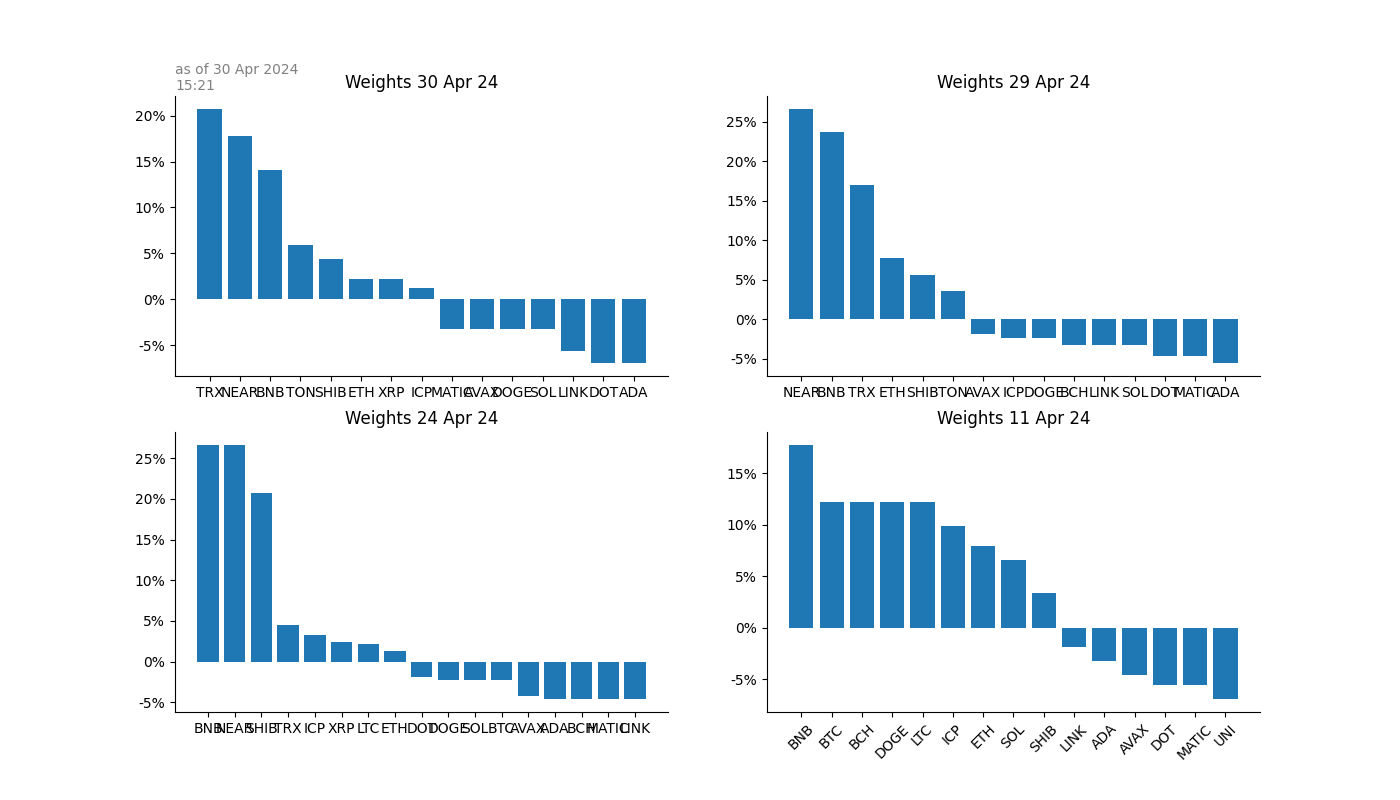 as of 30 Apr 2024
15:21
Weights 30 Apr 24
20%
15%
10%
5%
0%
-5%
TRX NEAR BNB TON SHIB ETH XRP ICP MATIC AVAX DOGE SOL LINK DOT ADA
Weights 29 Apr 24
25%
20%
15%
10%
5%
0%
-5%
NEAR BNB TRX ETH SHIB TON AVAX ICP DOGE BCH LINK SOL DOT MATIC ADA
Weights 24 Apr 24
25%
20%
15%
10%
5%
0%
-5%
BNB NEAR SHIB TRX ICP XRP LTC ETH DOT DOGE SOL BTC AVAX ADA BCH MATIC LINK
Weights 11 Apr 24
15%
10%
5%
0%
-5%
BNB BTC BCH DOGE LTC ICP ETH SOL SHIB LINK ADA AVAX DOT MATIC UNI